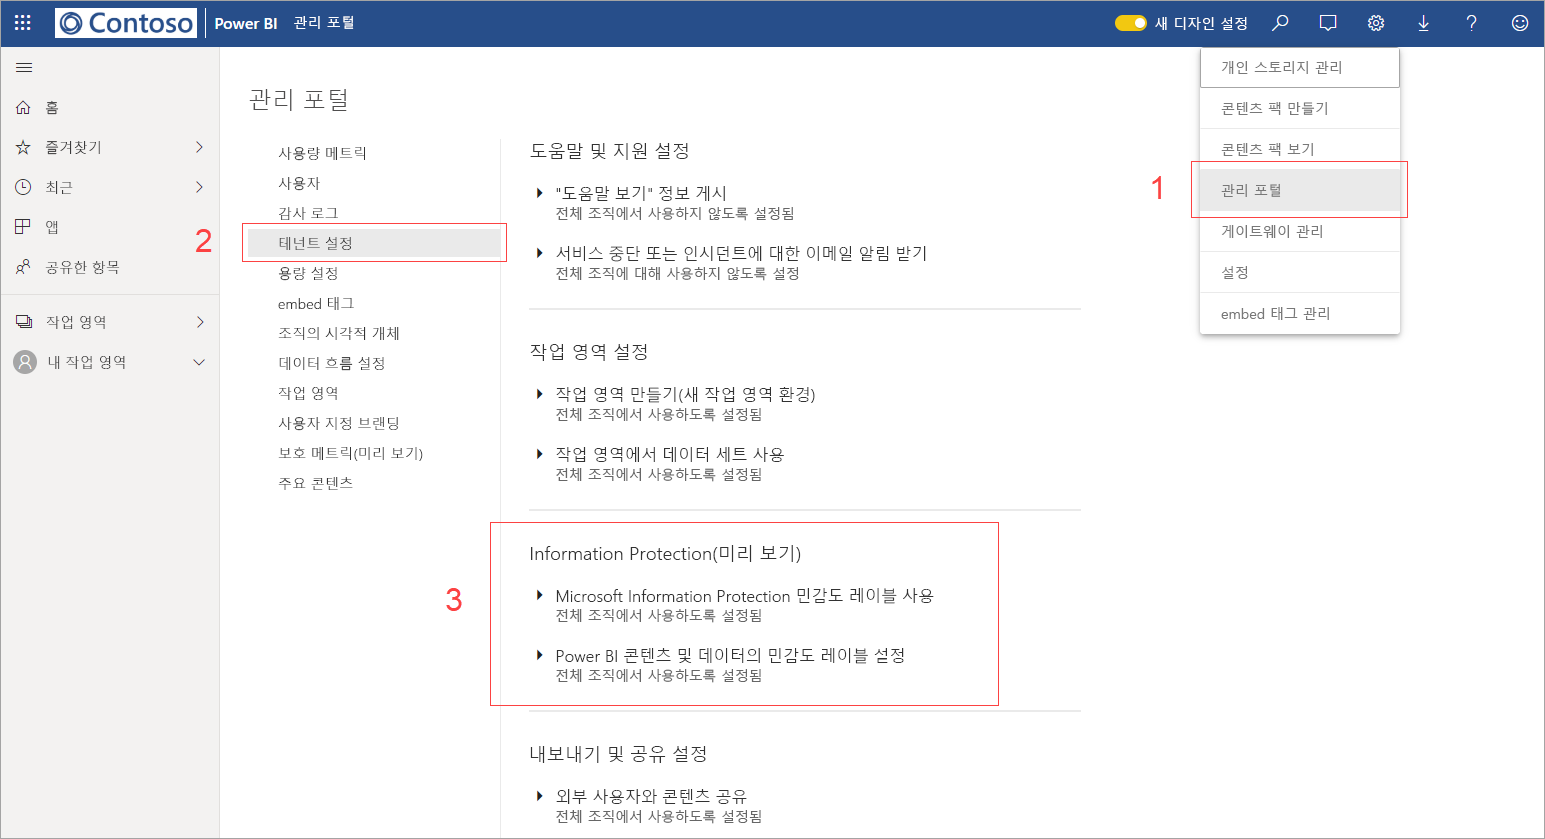 Contoso
Power BI 관리 포털
새 디자인 설정
홈
즐겨찾기
최근
앱
공유한 항목
작업 영역
내 작업 영역
관리 포털
사용량 메트릭
사용자
감사 로그
2
테넌트 설정
용량 설정
embed 태그
조직의 시각적 개체
데이터 흐름 설정
작업 영역
사용자 지정 브랜딩
보호 메트릭(미리 보기)
주요 콘텐츠
도움말 및 지원 설정
"도움말 보기" 정보 게시
전체 조직에서 사용하지 않도록 설정됨
서비스 중단 또는 인시던트에 대한 이메일 알림 받기
전체 조직에 대해 사용하지 않도록 설정
작업 영역 설정
작업 영역 만들기(새 작업 영역 환경)
전체 조직에서 사용하도록 설정됨
작업 영역에서 데이터 세트 사용
전체 조직에서 사용하도록 설정됨
3
Information Protection(미리 보기)
Microsoft Information Protection 민감도 레이블 사용
전체 조직에서 사용하도록 설정됨
Power BI 콘텐츠 및 데이터의 민감도 레이블 설정
전체 조직에서 사용하도록 설정됨
내보내기 및 공유 설정
외부 사용자와 콘텐츠 공유
전체 조직에서 사용하도록 설정됨
개인 스토리지 관리
콘텐츠 팩 만들기
콘텐츠 팩 보기
1
관리 포털
게이트웨이 관리
설정
embed 태그 관리